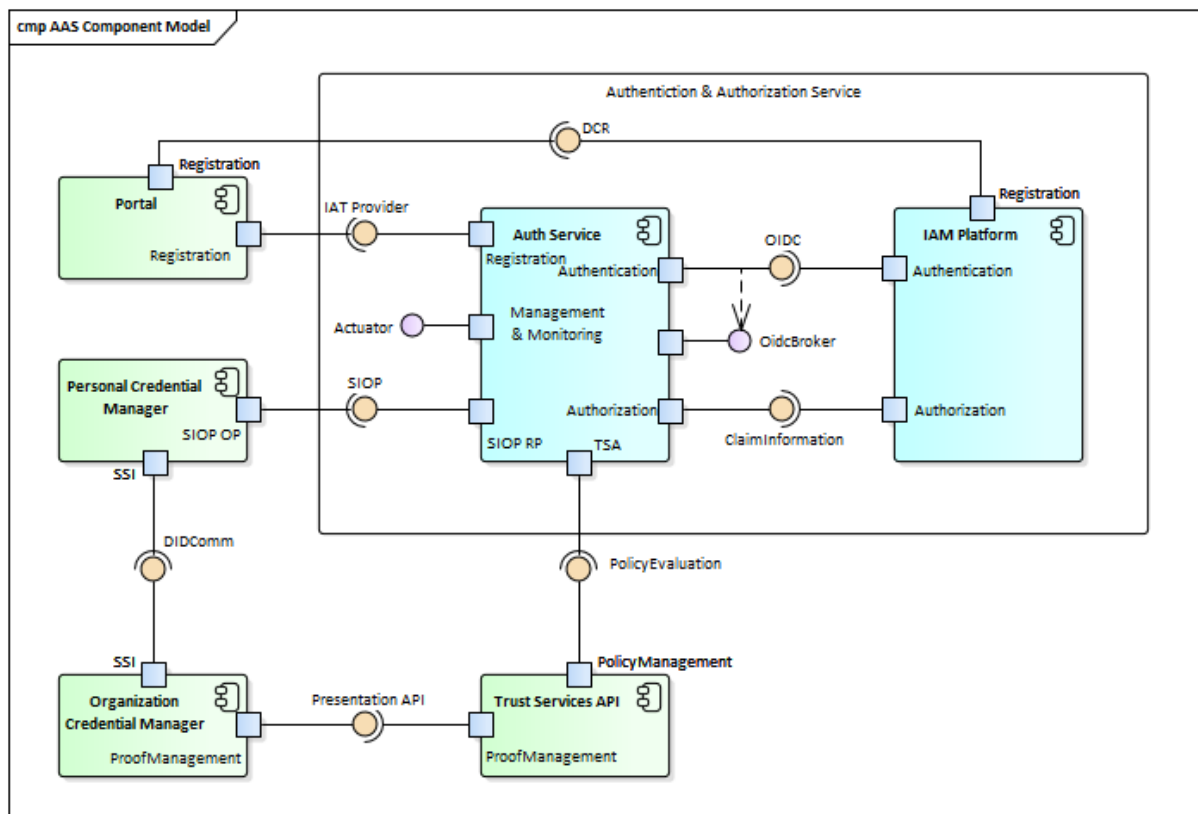 cmp AAS Component Model
Authentiction & Authorization Service
DCR
Registration
Registration
Portal
IAT Provider
Auth Service
OIDC
IAM Platform
Registration
Registration
Authentication
Authentication
Actuator
Management
& Monitoring
OidcBroker
Personal Credential
Manager
SIOP
Authorization
Authorization
SIOP OP
SIOP RP
TSA
ClaimInformation
SSI
DIDComm
PolicyEvaluation
SSI
PolicyManagement
Organization
Credential Manager
Presentation API
Trust Services API
ProofManagement
ProofManagement